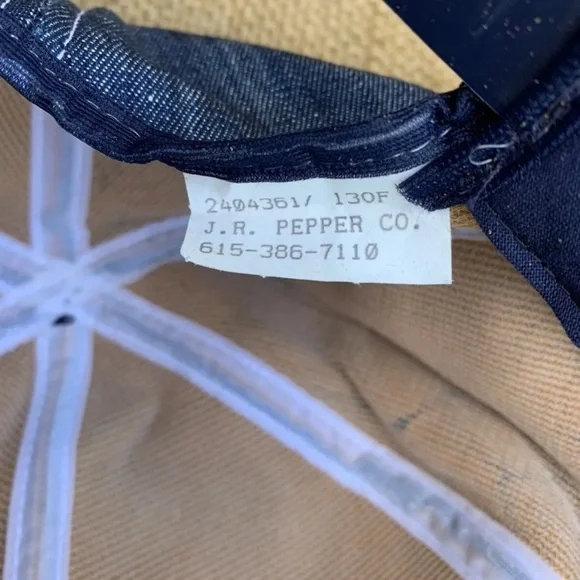 2404361/ 130F
J.R. PEPPER CO.
615-386-7110